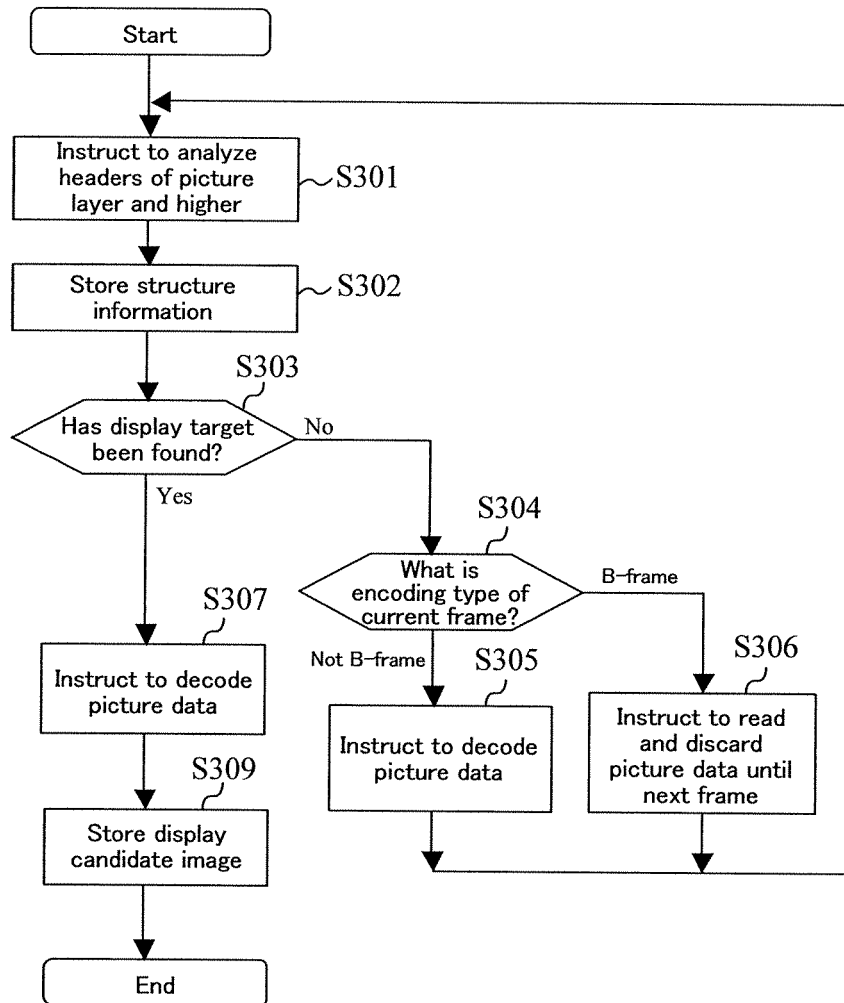 Start
Instruct to analyze
headers of picture
layer and higher
S301
Store structure
information
S302
S303
Has display target
been found?
No
Yes
S304
What is
encoding type of
current frame?
B-frame
Not B-frame
S307
Instruct to decode
picture data
S305
Instruct to decode
picture data
S306
Instruct to read
and discard
picture data until
next frame
S309
Store display
candidate image
End